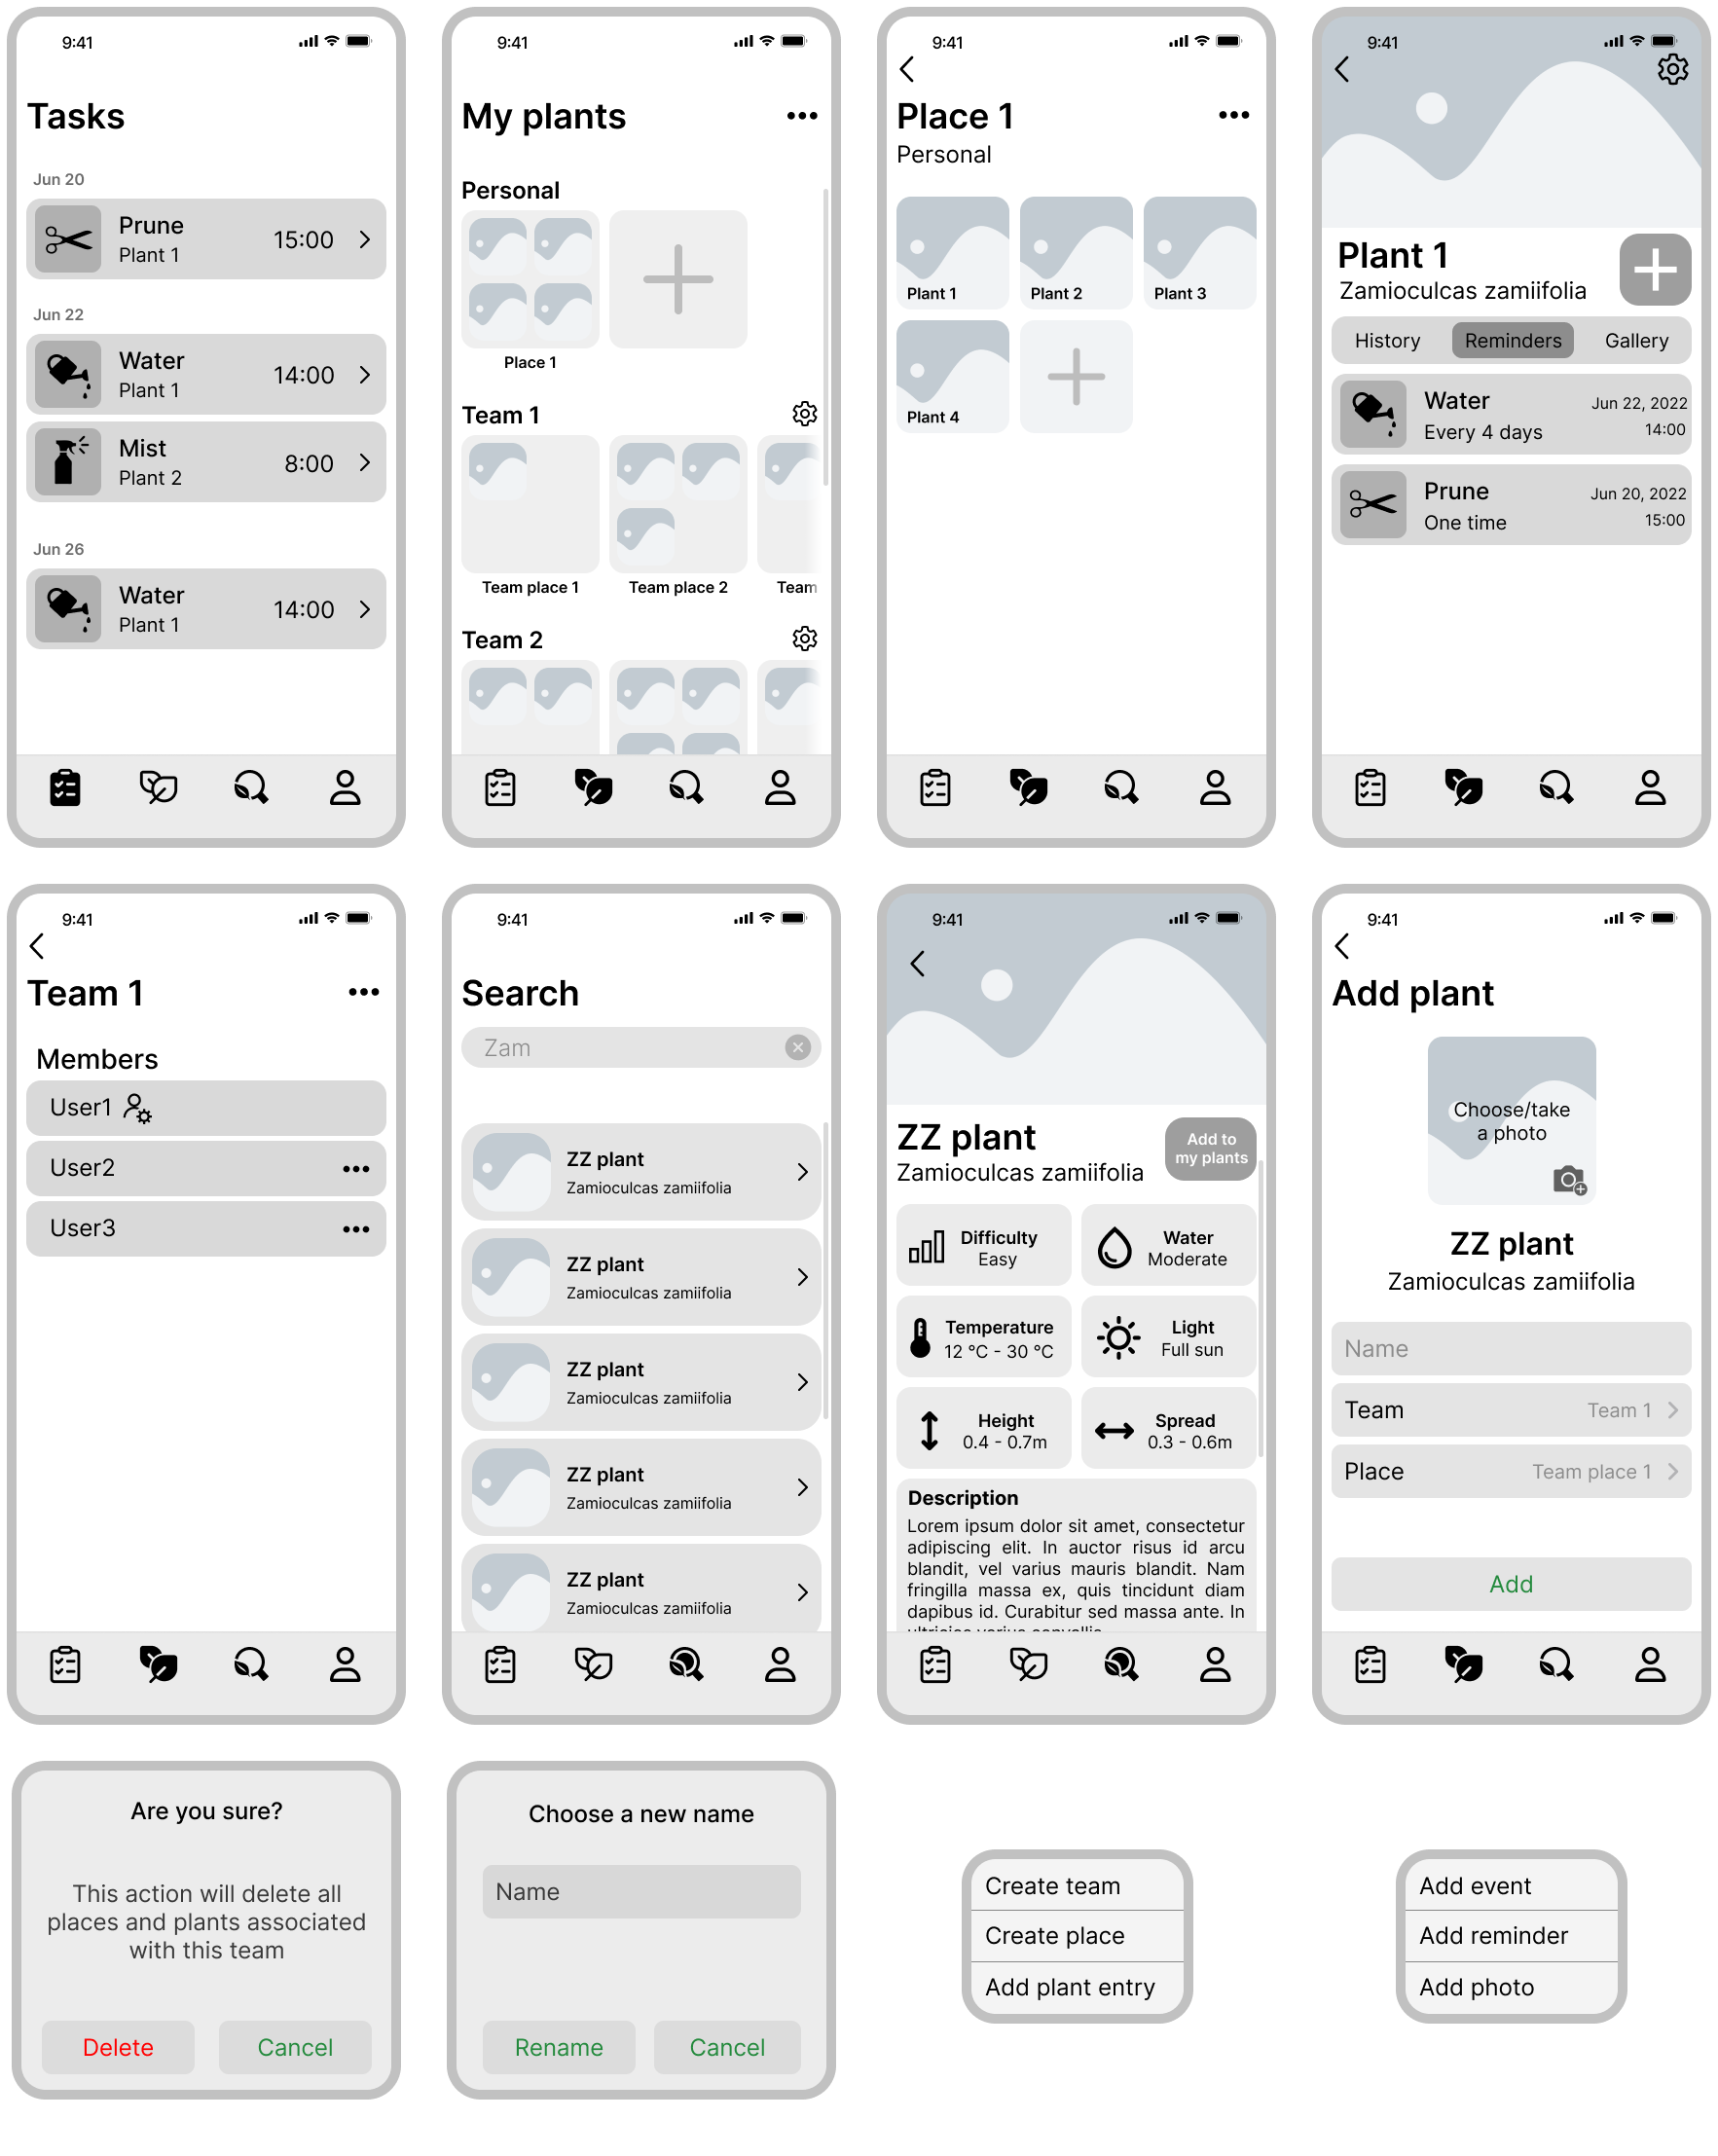 9:41
Tasks
Jun 20
Prune
Plant 1
15:00
Jun 22
Water
Plant 1
14:00
Mist
Plant 2
8:00
Jun 26
Water
Plant 1
14:00
9:41
My plants
Personal
Place 1
Team 1
Team place 1
Team place 2
Team
Team 2
9:41
Place 1
Personal
Plant 1
Plant 2
Plant 3
Plant 4
9:41
Plant 1
Zamioculcas zamiifolia
History
Reminders
Gallery
Water
Every 4 days
Jun 22, 2022
14:00
Prune
One time
Jun 20, 2022
15:00
9:41
Team 1
Members
User1
User2
User3
9:41
Search
Zam
ZZ plant
Zamioculcas zamiifolia
ZZ plant
Zamioculcas zamiifolia
ZZ plant
Zamioculcas zamiifolia
ZZ plant
Zamioculcas zamiifolia
ZZ plant
Zamioculcas zamiifolia
9:41
ZZ plant
Zamioculcas zamiifolia
Add to
my plants
Difficulty
Easy
Water
Moderate
Temperature
12 °C - 30 °C
Light
Full sun
Height
0.4 - 0.7m
Spread
0.3 - 0.6m
Description
Lorem ipsum dolor sit amet, consectetur
adipiscing elit. In auctor risus id arcu
blandit, vel varius mauris blandit. Nam
fringilla massa ex, quis tincidunt diam
dapibus id. Curabitur sed massa ante. In
9:41
Add plant
Choose/take
a photo
ZZ plant
Zamioculcas zamiifolia
Name
Team
Team 1
Place
Team place 1
Add
Are you sure?
This action will delete all
places and plants associated
with this team
Delete
Cancel
Choose a new name
Name
Rename
Cancel
Create team
Create place
Add plant entry
Add event
Add reminder
Add photo